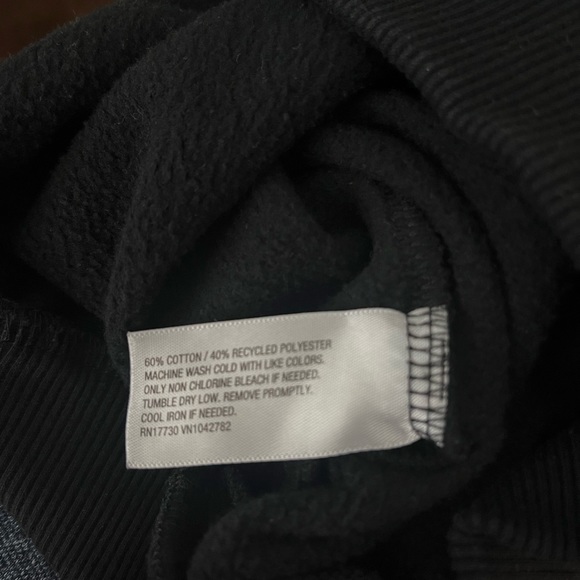 60% COTTON / 40% RECYCLED POLYESTER
MACHINE WASH COLD WITH LIKE COLORS.
ONLY NON CHLORINE BLEACH IF NEEDED.
TUMBLE DRY LOW. REMOVE PROMPTLY.
COOL IRON IF NEEDED.
RN17730 VN1042782